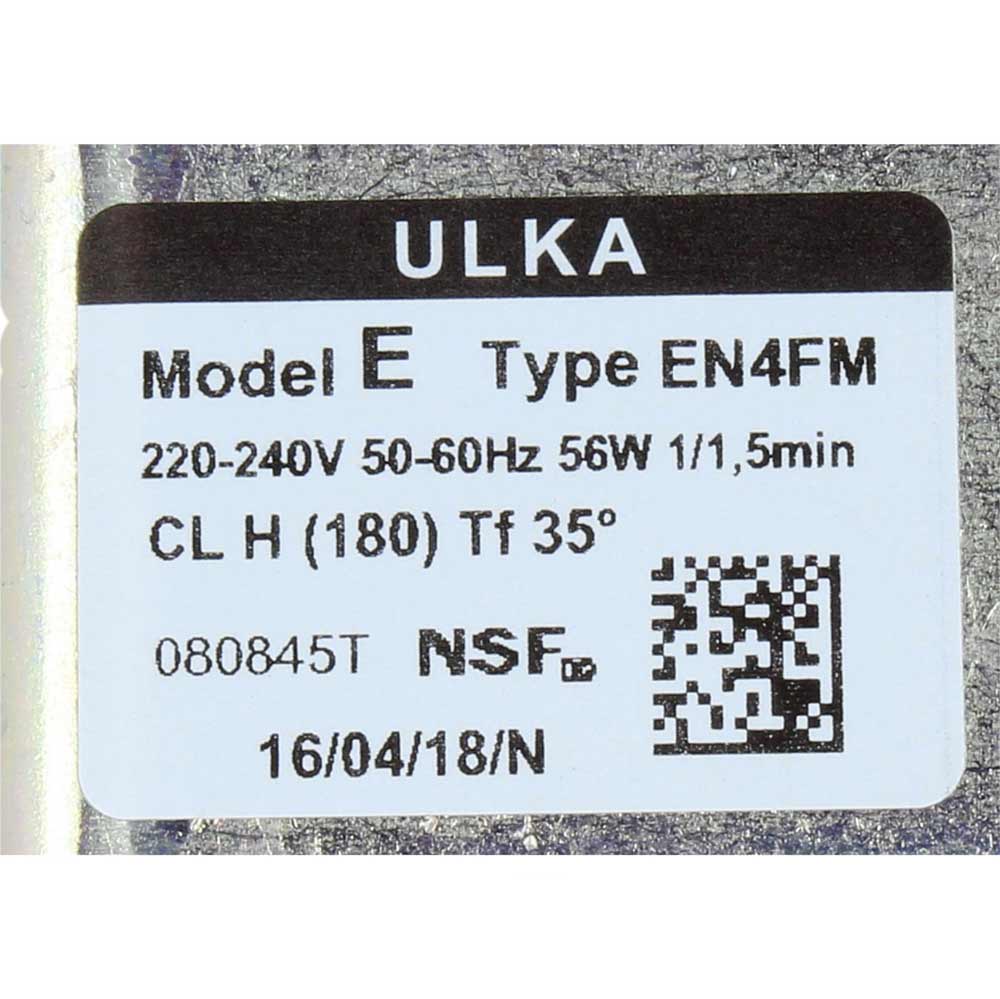 ULKA
Model E Type EN4FM
220-240V 50-60Hz 56W 1/1,5min
CL H (180) Tf 35°
080845T NSF
16/04/18/N